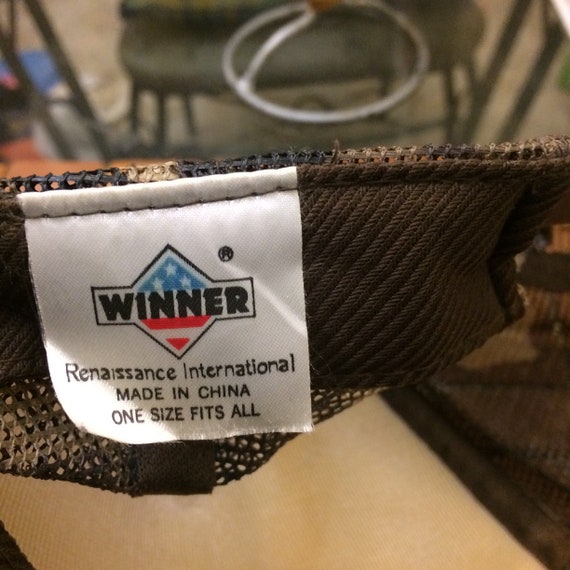 ®
WINNER
Renaissance International
MADE IN CHINA
ONE SIZE FITS ALL